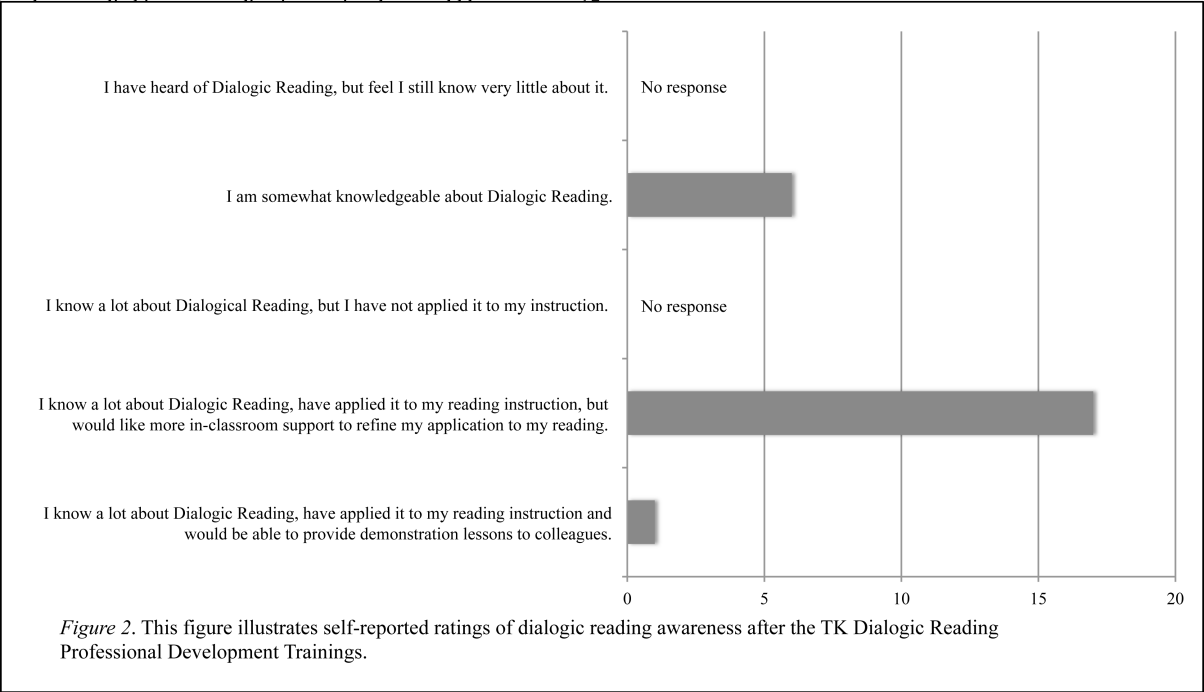 I have heard of Dialogic Reading, but feel I still know very little about it.
No response
I am somewhat knowledgeable about Dialogic Reading.
I know a lot about Dialogical Reading, but I have not applied it to my instruction.
No response
I know a lot about Dialogic Reading, have applied it to my reading instruction, but
would like more in-classroom support to refine my application to my reading.
I know a lot about Dialogic Reading, have applied it to my reading instruction and
would be able to provide demonstration lessons to colleagues.
0 5 10 15 20
Figure 2. This figure illustrates self-reported ratings of dialogic reading awareness after the TK Dialogic Reading
Professional Development Trainings.